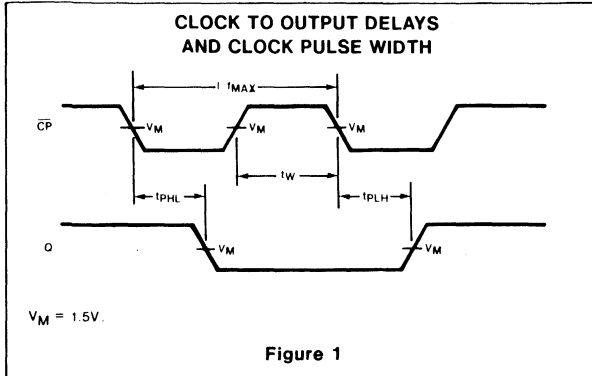 CLOCK TO OUTPUT DELAYS
AND CLOCK PULSE WIDTH
I fMAX
CP
VM
VM
VM
tW
tPHL
tPLH
Q
VM
VM
VM = 1.5V.
Figure 1